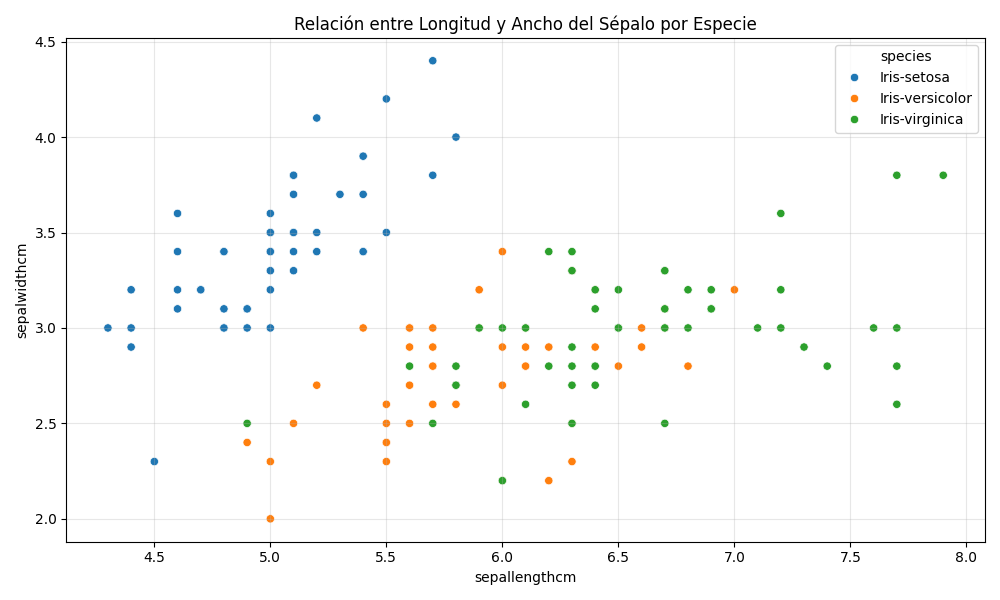 Relación entre Longitud y Ancho del Sépalo por Especie
4.5
4.0
3.5
3.0
2.5
2.0
sepalwidthcm
species
Iris-setosa
Iris-versicolor
Iris-virginica
4.5 5.0 5.5 6.0 6.5 7.0 7.5 8.0
sepallengthcm